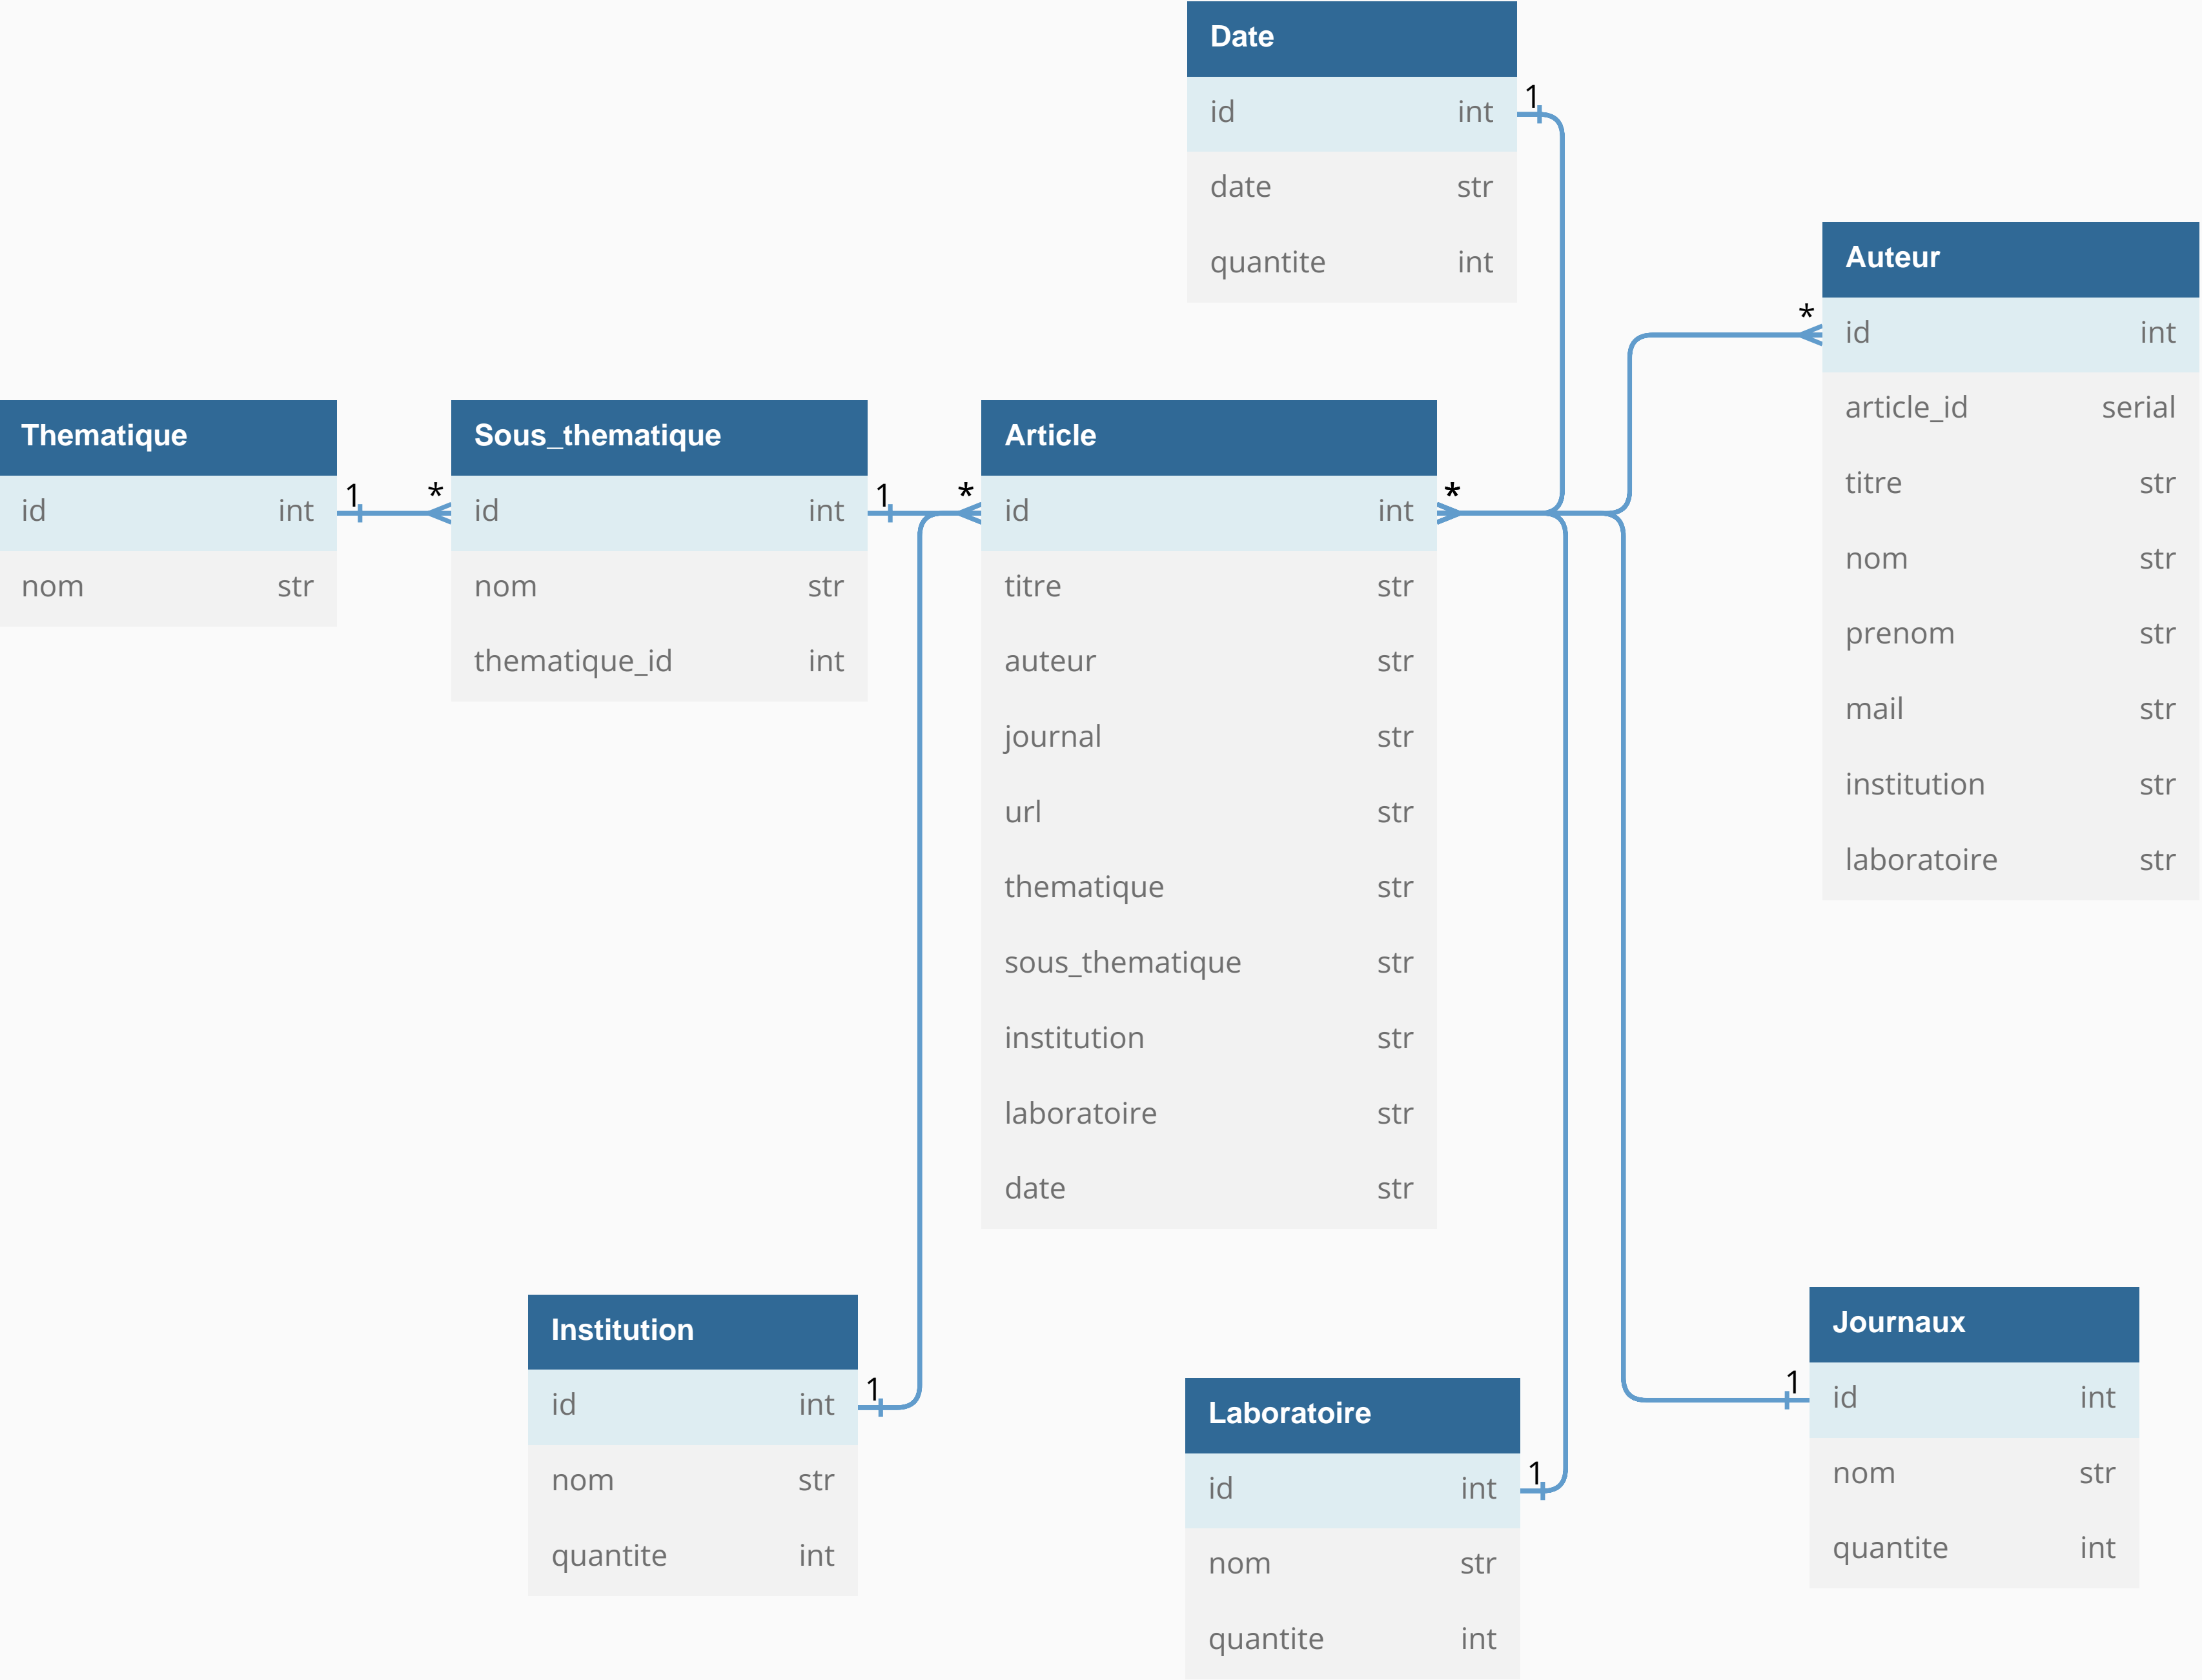 Date
id int
date str
quantite int
Auteur
id int
article_id serial
titre str
nom str
prenom str
mail str
institution str
laboratoire str
Thematique
id int
nom str
Sous_thematique
id int
nom str
thematique_id int
Article
id int
titre str
auteur str
journal str
url str
thematique str
sous_thematique str
institution str
laboratoire str
date str
Institution
id int
nom str
quantite int
Laboratoire
id int
nom str
quantite int
Journaux
id int
nom str
quantite int
1
*
1
*
1
*
*
1
1
1